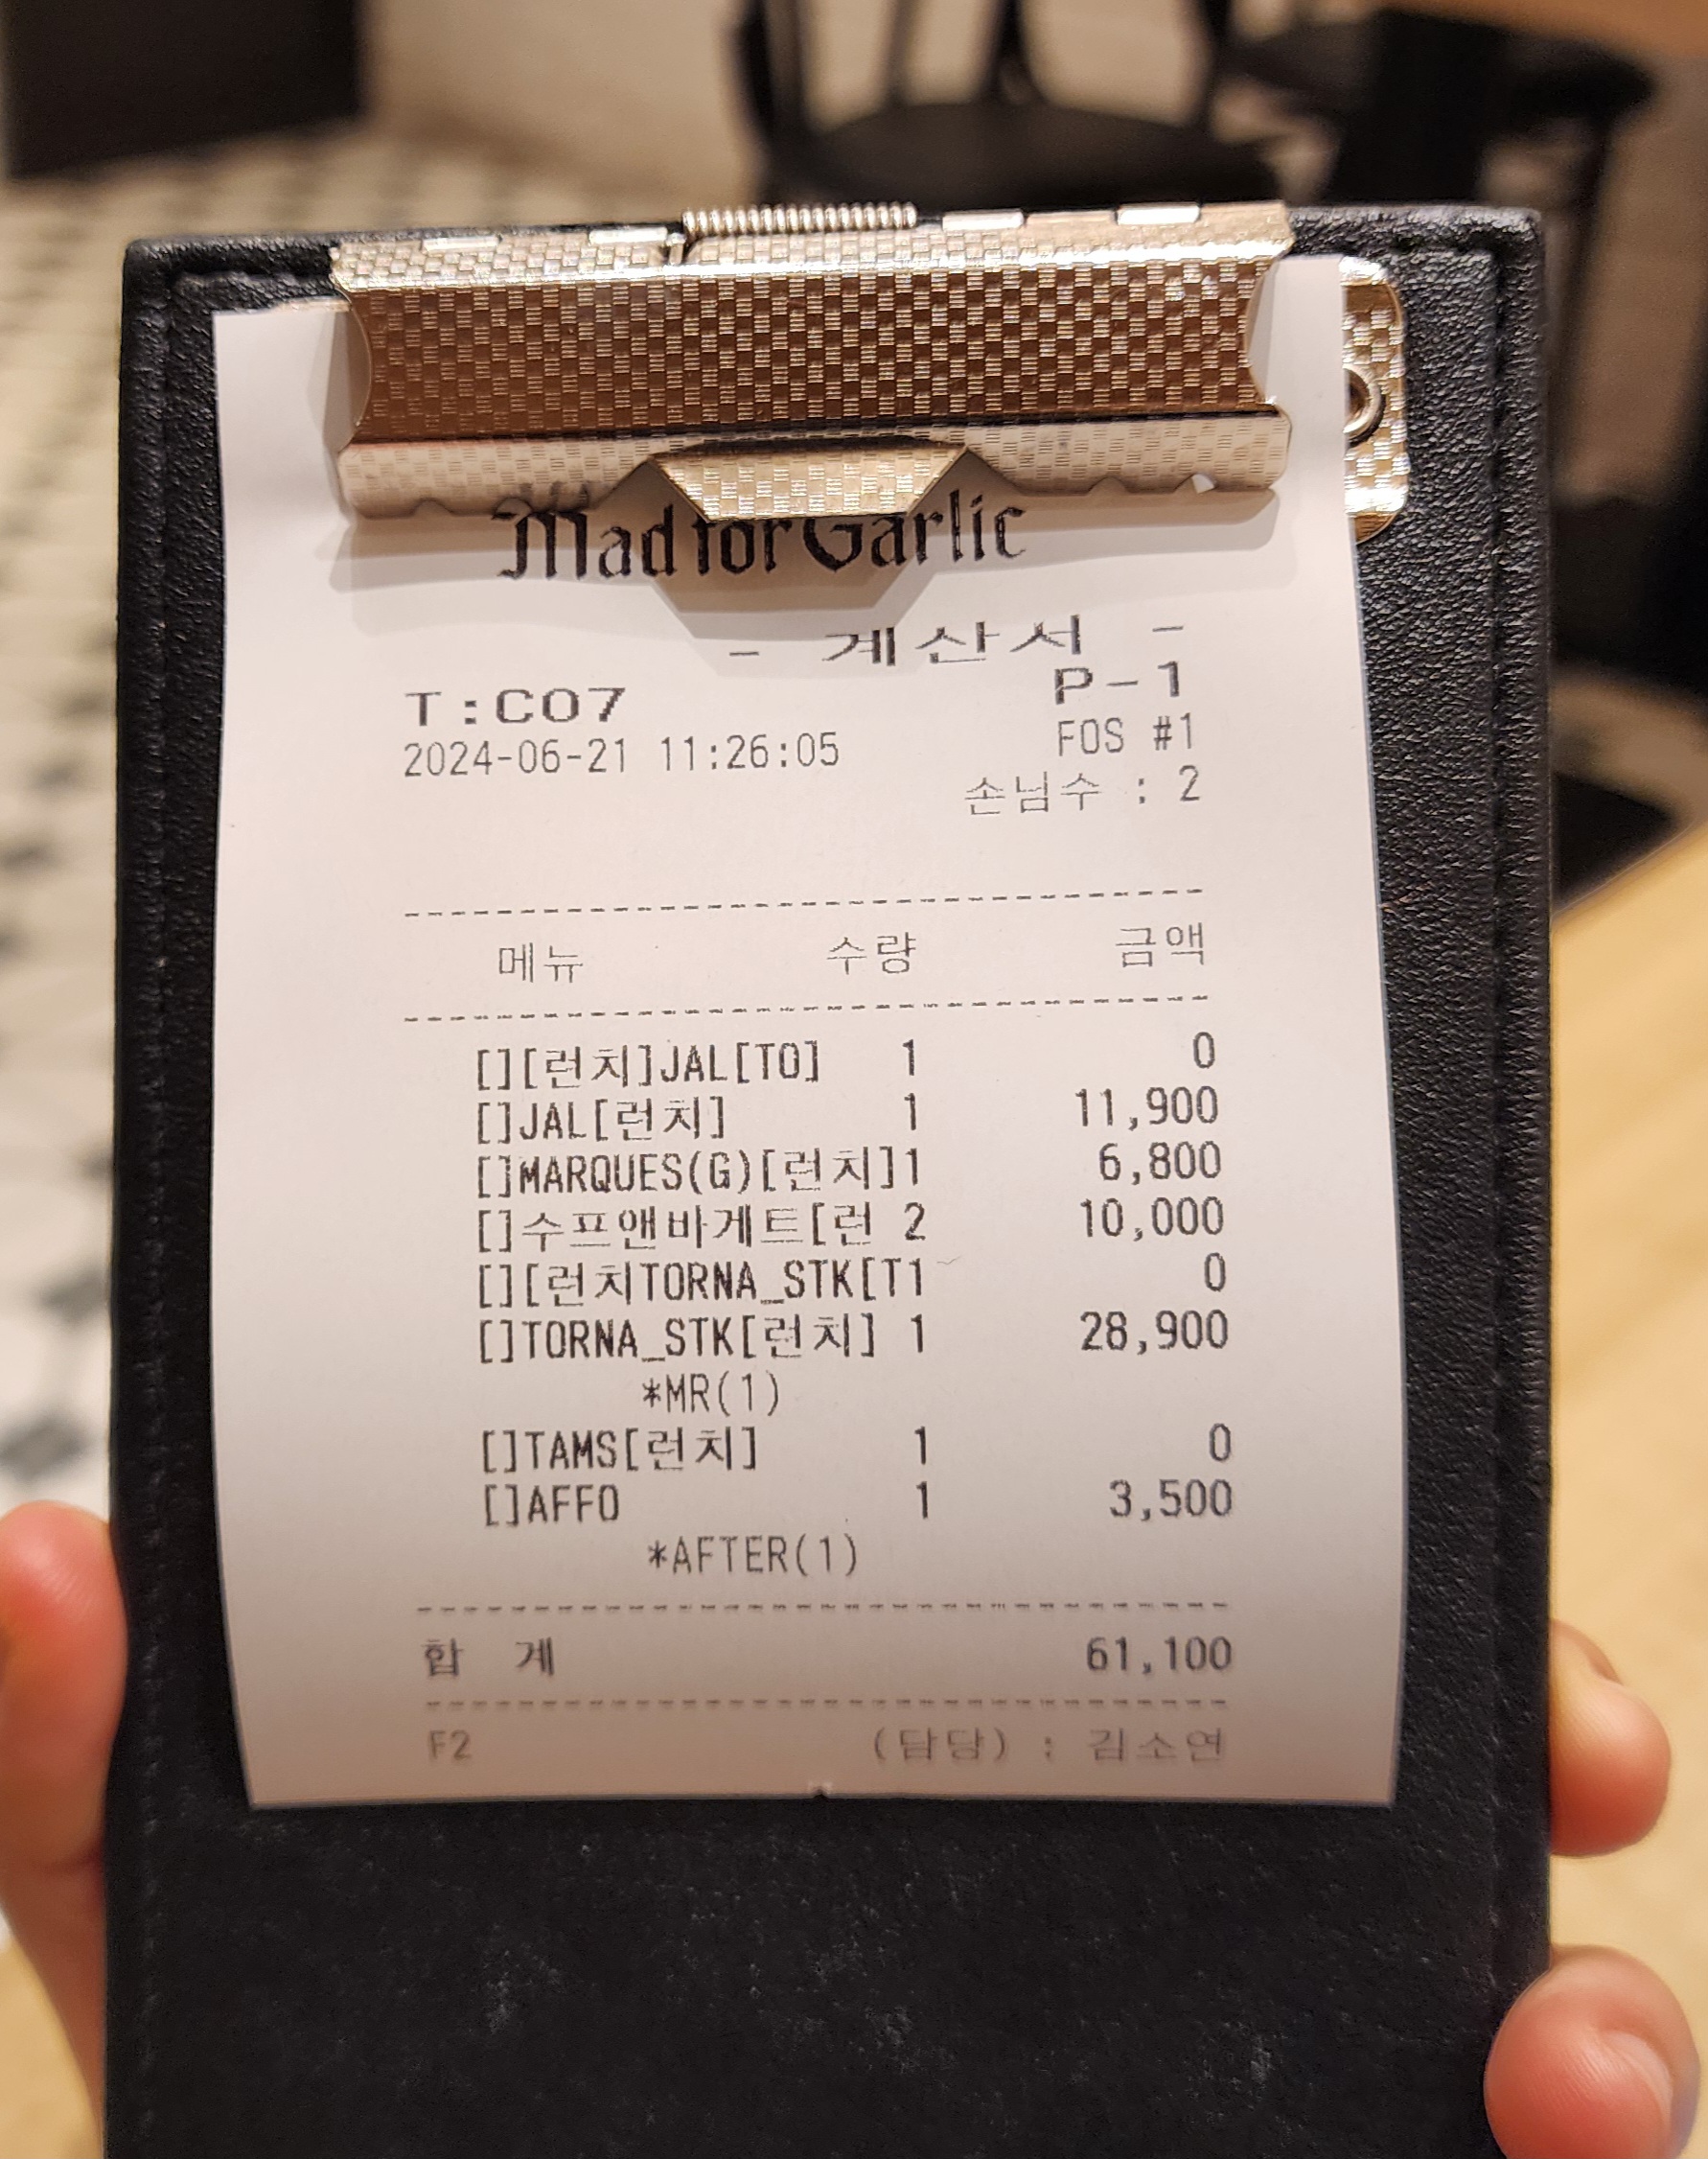 Mad for Garlic
- 계산서 -
T:C07 P-1
2024-06-21 11:26:05 FOS #1
손님수 : 2
메뉴 수량 금액
[][런치]JAL[TO] 1 0
[]JAL[런치] 1 11,900
[]MARQUES(G)[런치]1 6,800
[]수프앤바게트[런 2 10,000
[][런치TORNA_STK[T1 0
[]TORNA_STK[런치] 1 28,900
*MR(1)
[]TAMS[런치] 1 0
[]AFFO 1 3,500
*AFTER(1)
합 계 61,100
F2 (담당) : 김소연